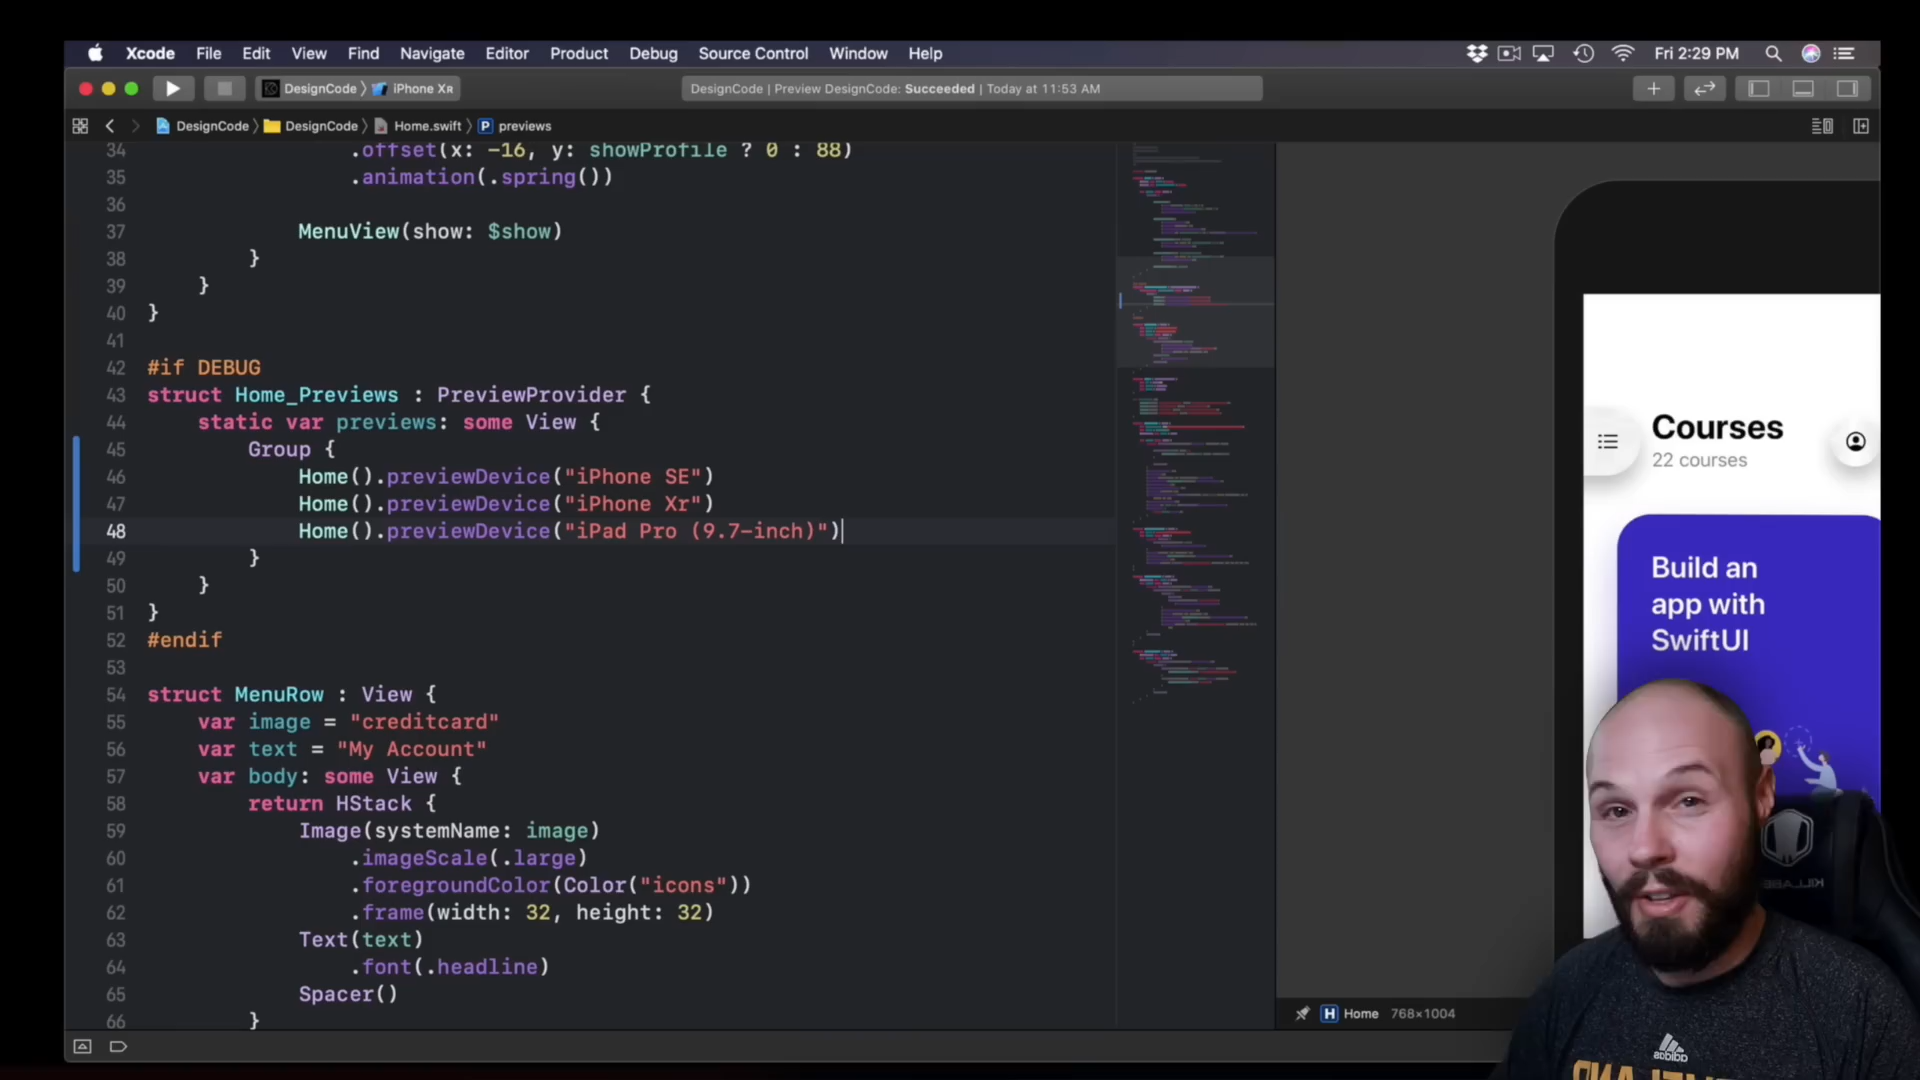 Xcode File Edit View Find Navigate Editor Product Debug Source Control Window Help Fri 2:29 PM
DesignCode 〉 iPhone Xʀ DesignCode | Preview DesignCode: Succeeded | Today at 11:53 AM
DesignCode 〉 DesignCode 〉 Home.swift 〉 P previews
34 .offset(x: -16, y: showProfile ? 0 : 88)
35 .animation(.spring())
36
37 MenuView(show: $show)
38 }
39 }
40 }
41
42 #if DEBUG
43 struct Home_Previews : PreviewProvider {
44 static var previews: some View {
45 Group {
46 Home().previewDevice("iPhone SE")
47 Home().previewDevice("iPhone Xr")
48 Home().previewDevice("iPad Pro (9.7-inch)")
49 }
50 }
51 }
52 #endif
53
54 struct MenuRow : View {
55 var image = "creditcard"
56 var text = "My Account"
57 var body: some View {
58 return HStack {
59 Image(systemName: image)
60 .imageScale(.large)
61 .foregroundColor(Color("icons"))
62 .frame(width: 32, height: 32)
63 Text(text)
64 .font(.headline)
65 Spacer()
66 }
Courses
22 courses
Build an
app with
SwiftUI
H Home 768×1004
adidas